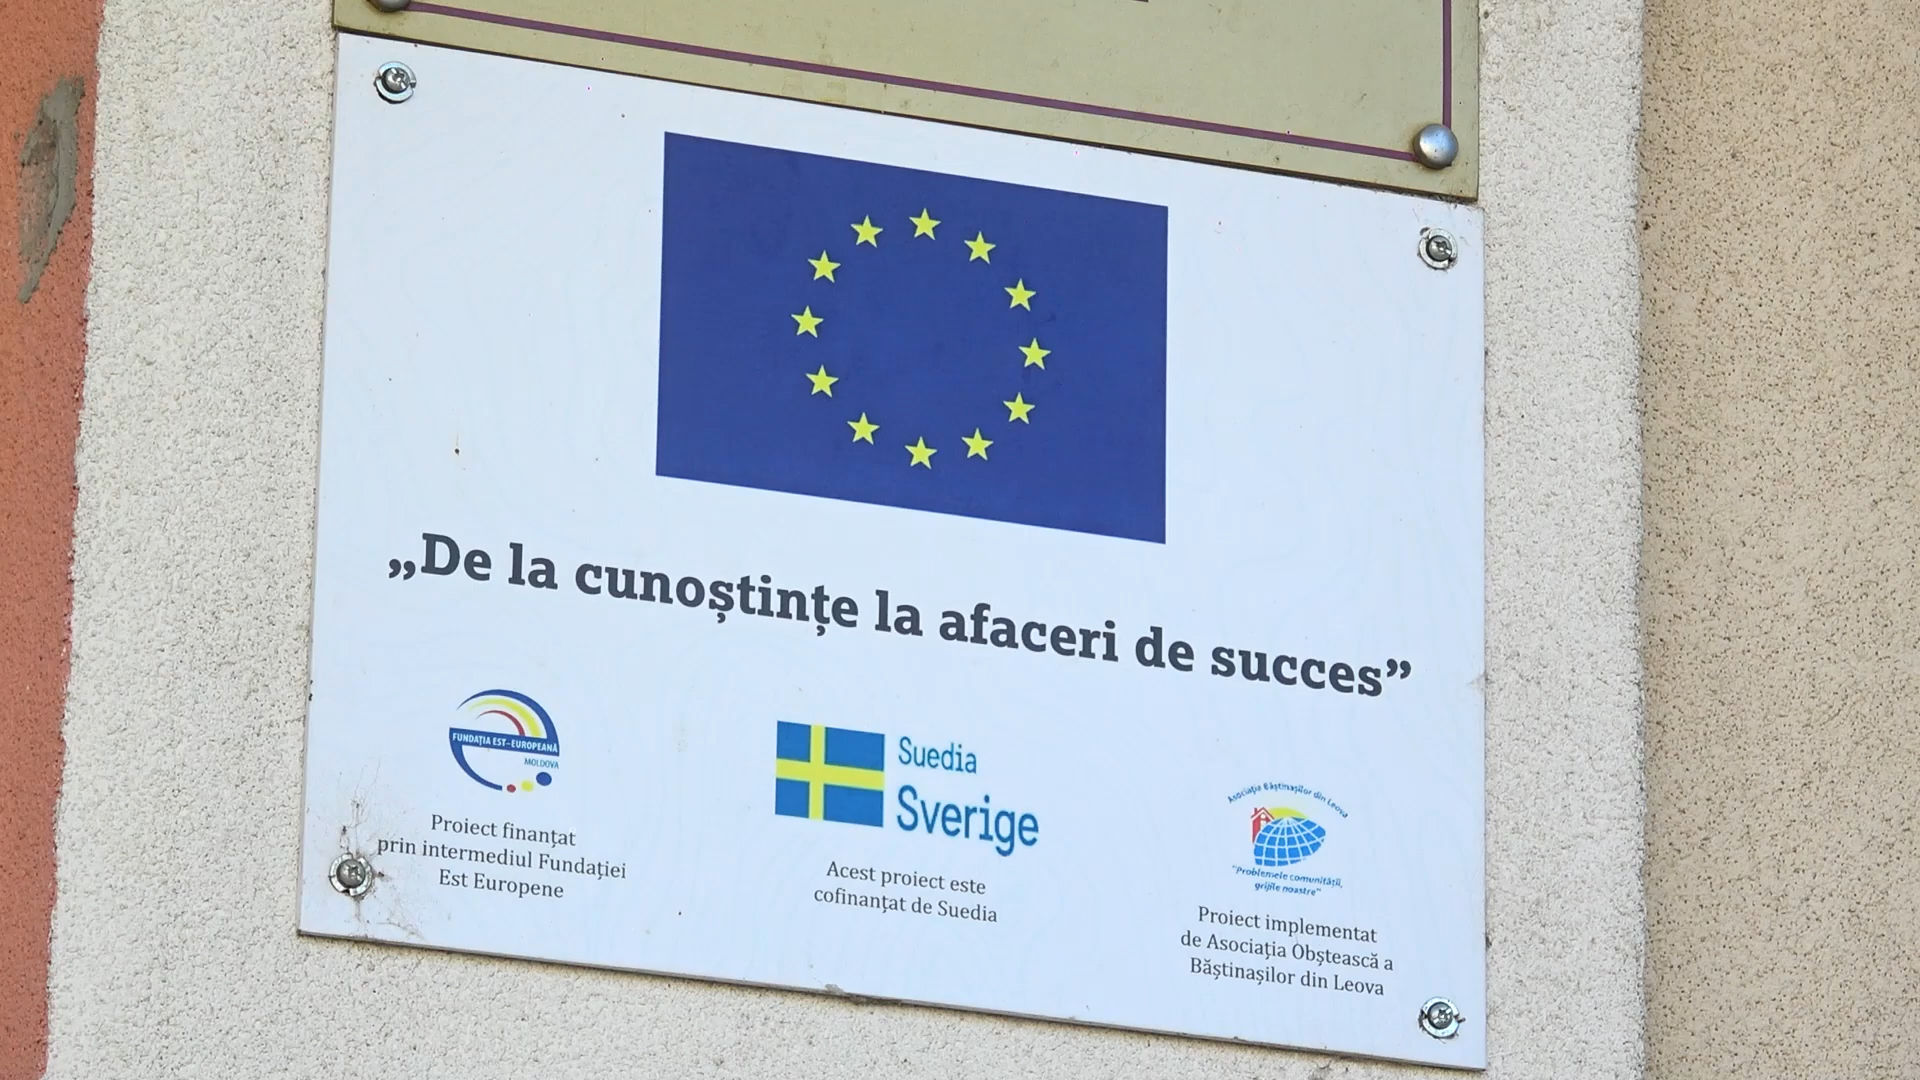 „De la cunoștințe la afaceri de succes”
FUNDAȚIA EST-EUROPEANĂ
MOLDOVA
Proiect finanțat
prin intermediul Fundației
Est Europene
Suedia
Sverige
Acest proiect este
cofinanțat de Suedia
Asociația Băștinașilor din Leova
"Problemele comunității,
grijile noastre"
Proiect implementat
de Asociația Obștească a
Băștinașilor din Leova